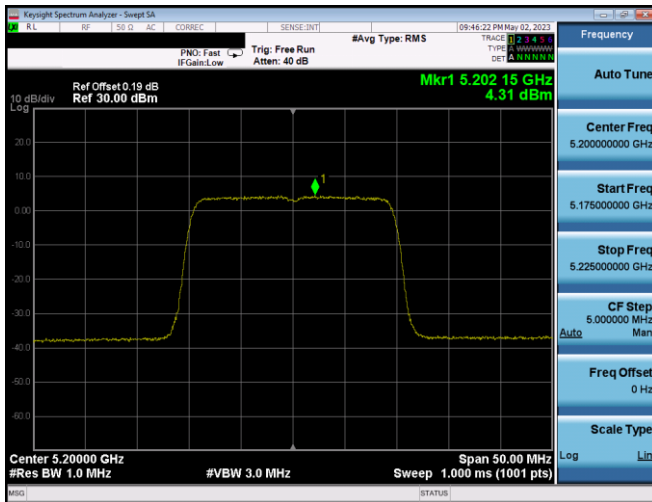 Keysight Spectrum Analyzer - Swept SA
RL RF 50 Ω AC CORREC SENSE:INT 09:46:22 PM May 02, 2023
#Avg Type: RMS
TRACE 1 2 3 4 5 6
PNO: Fast Trig: Free Run TYPE A WWWWW
IFGain:Low Atten: 40 dB DET A N N N N N
Ref Offset 0.19 dB
10 dB/div Ref 30.00 dBm
Log
Mkr1 5.202 15 GHz
4.31 dBm
20.0
10.0
1
0.00
-10.0
-20.0
-30.0
-40.0
-50.0
-60.0
Center 5.20000 GHz Span 50.00 MHz
#Res BW 1.0 MHz #VBW 3.0 MHz Sweep 1.000 ms (1001 pts)
MSG STATUS
Frequency
Auto Tune
Center Freq
5.200000000 GHz
Start Freq
5.175000000 GHz
Stop Freq
5.225000000 GHz
CF Step
5.000000 MHz
Auto Man
Freq Offset
0 Hz
Scale Type
Log Lin